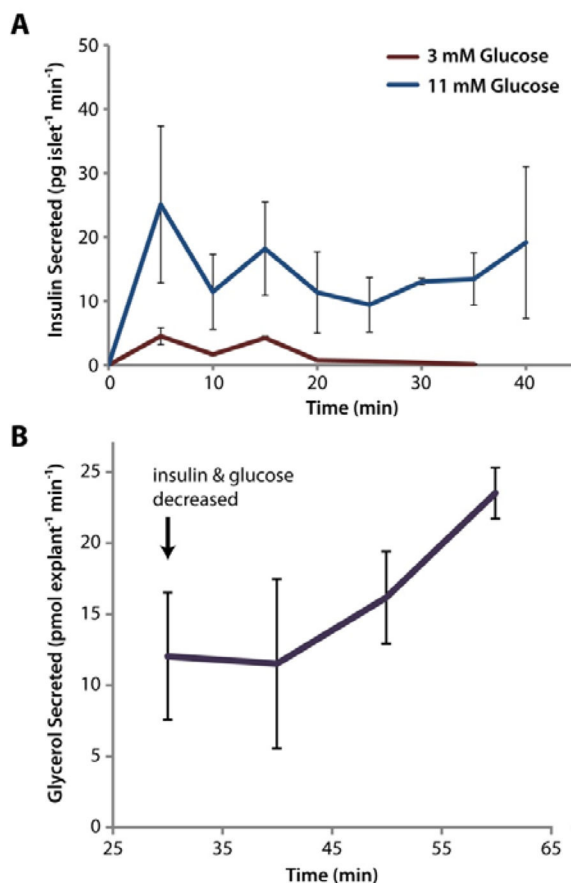 A
50
40
30
20
10
0
Insulin Secreted (pg islet⁻¹ min⁻¹)
3 mM Glucose
11 mM Glucose
0 10 20 30 40
Time (min)
B
25
20
15
10
5
0
Glycerol Secreted (pmol explant⁻¹ min⁻¹)
insulin & glucose
decreased
25 35 45 55 65
Time (min)